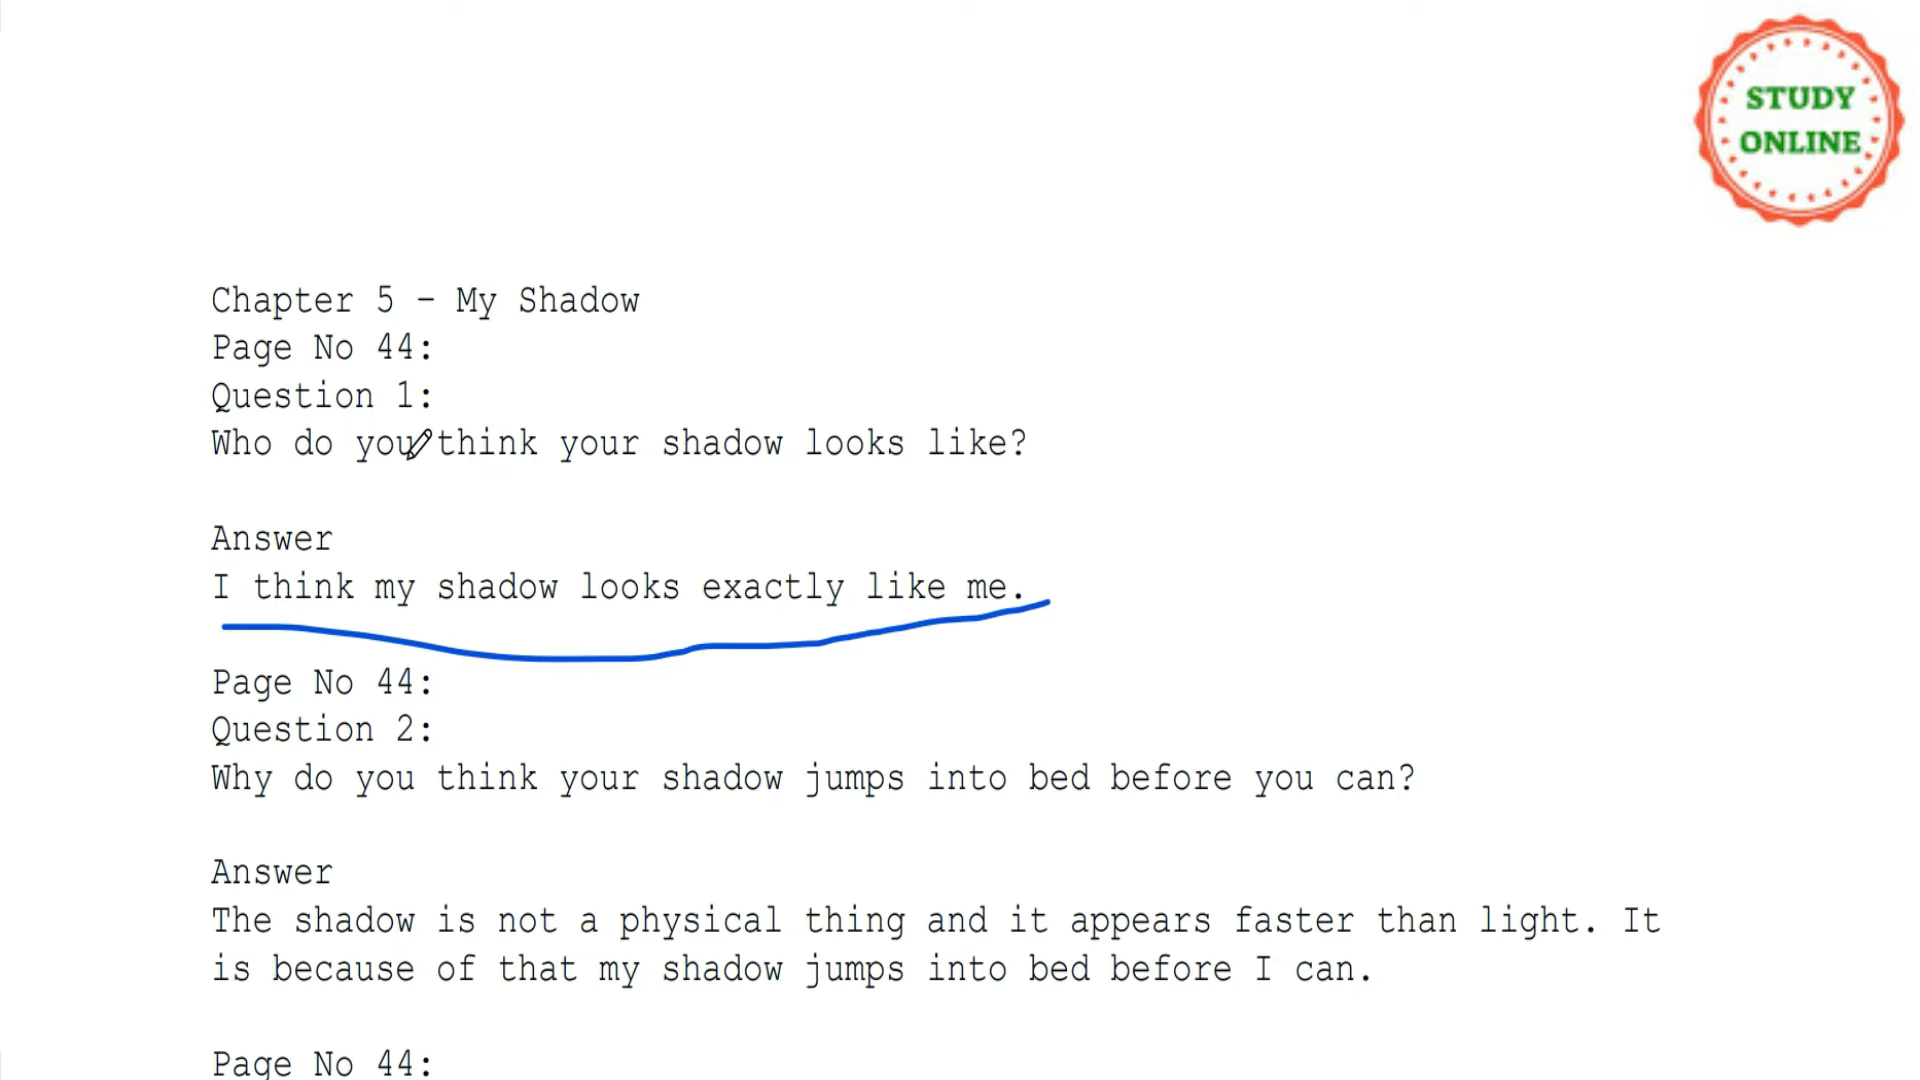 STUDY
ONLINE
Chapter 5 - My Shadow
Page No 44:
Question 1:
Who do you think your shadow looks like?
Answer
I think my shadow looks exactly like me.
Page No 44:
Question 2:
Why do you think your shadow jumps into bed before you can?
Answer
The shadow is not a physical thing and it appears faster than light. It
is because of that my shadow jumps into bed before I can.
Page No 44: